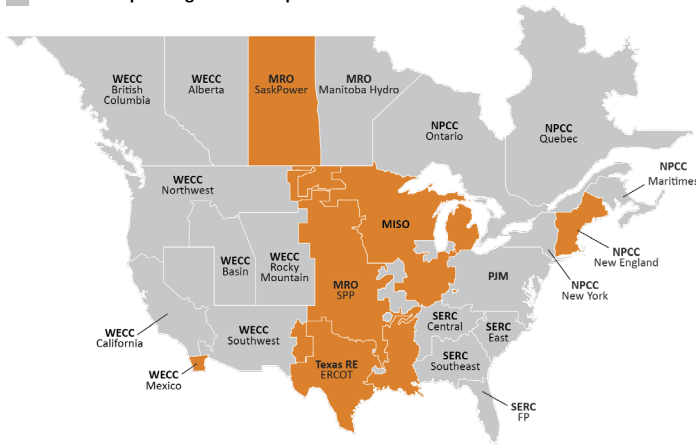 WECC
British
Columbia
WECC
Alberta
MRO
SaskPower
MRO
Manitoba Hydro
NPCC
Ontario
NPCC
Quebec
NPCC
Maritimes
WECC
Northwest
MISO
NPCC
New England
WECC
Basin
WECC
Rocky
Mountain
MRO
SPP
PJM
NPCC
New York
WECC
California
WECC
Southwest
SERC
Central
SERC
East
WECC
Mexico
Texas RE
ERCOT
SERC
Southeast
SERC
FP